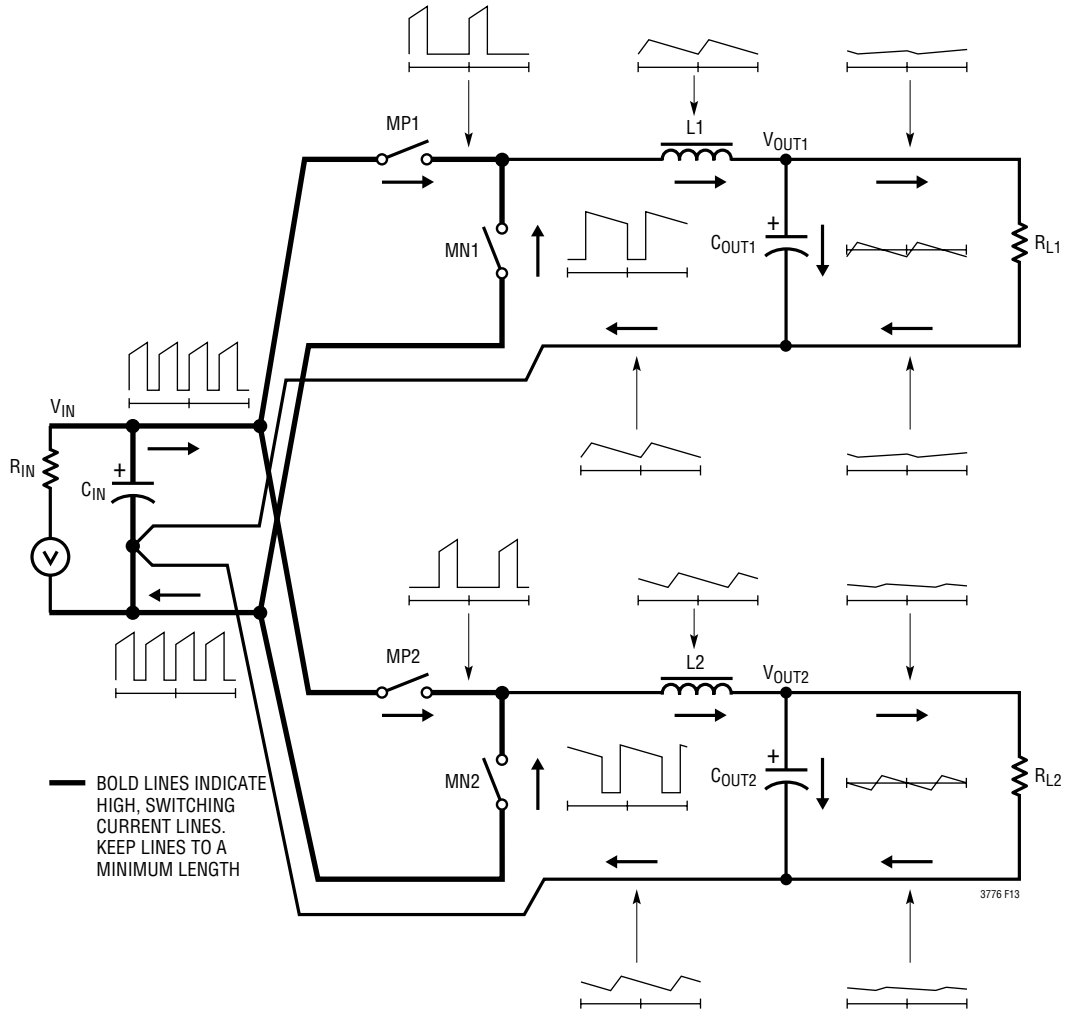 MP1
L1
VOUT1
MN1
COUT1
RL1
VIN
RIN
CIN
MP2
L2
VOUT2
MN2
COUT2
RL2
BOLD LINES INDICATE
HIGH, SWITCHING
CURRENT LINES.
KEEP LINES TO A
MINIMUM LENGTH
3776 F13
+
+
+
V